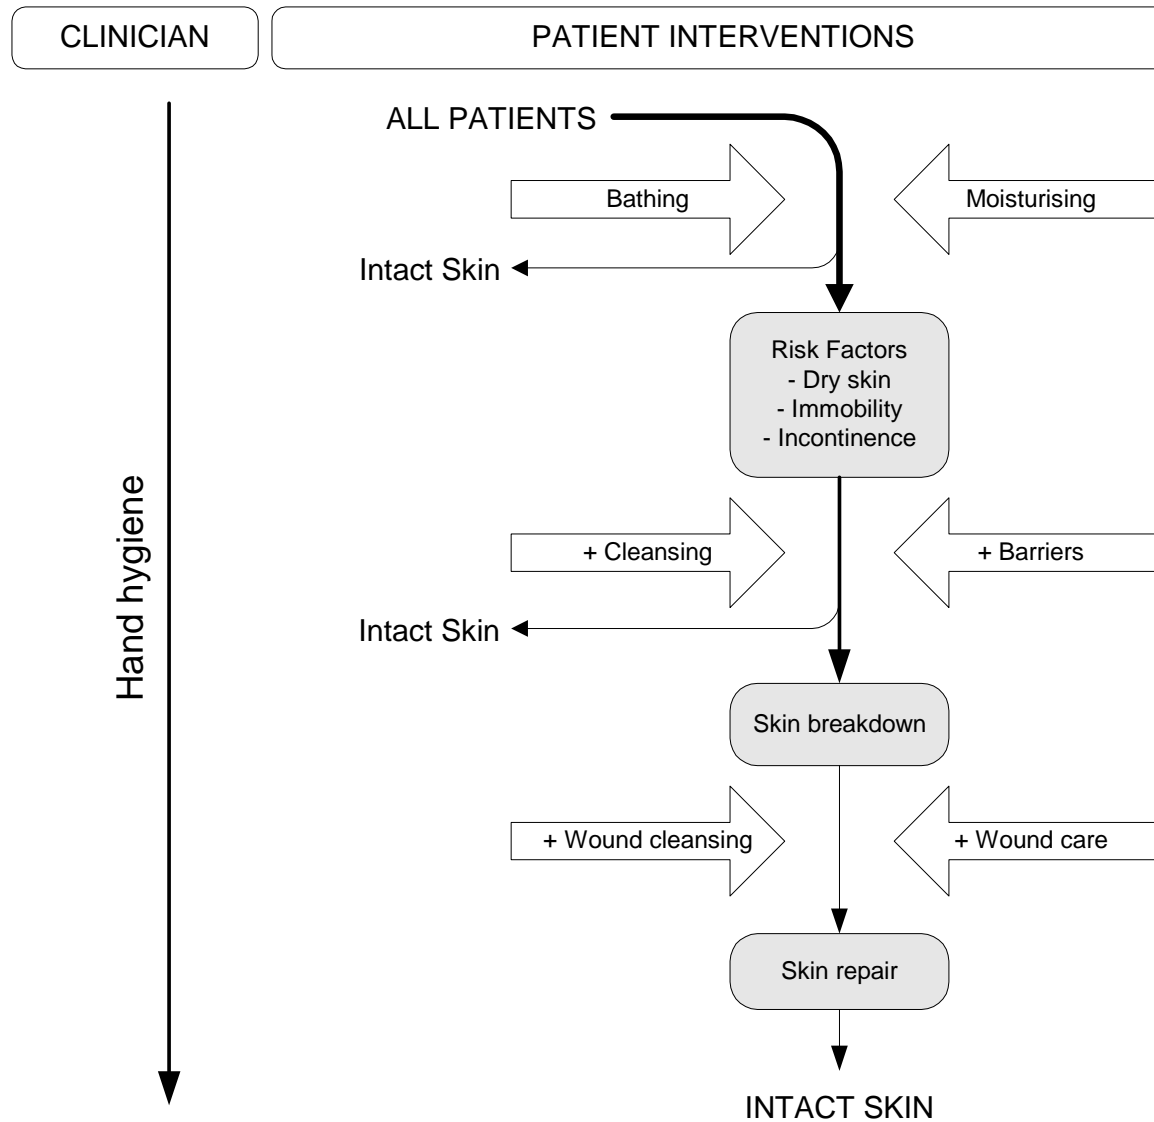 CLINICIAN
PATIENT INTERVENTIONS
ALL PATIENTS
Bathing
Moisturising
Intact Skin
Risk Factors
- Dry skin
- Immobility
- Incontinence
Hand hygiene
+ Cleansing
+ Barriers
Intact Skin
Skin breakdown
+ Wound cleansing
+ Wound care
Skin repair
INTACT SKIN